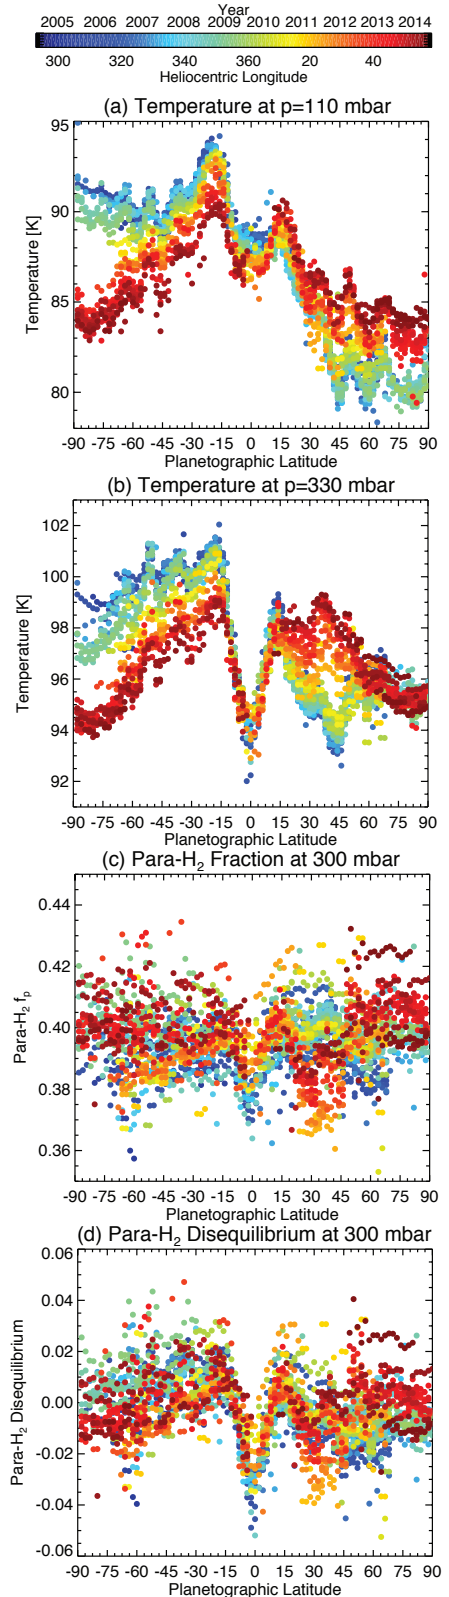 Year
2005 2006 2007 2008 2009 2010 2011 2012 2013 2014
300 320 340 360 20 40
Heliocentric Longitude
(a) Temperature at p=110 mbar
95
90
85
80
Temperature [K]
-90 -75 -60 -45 -30 -15 0 15 30 45 60 75 90
Planetographic Latitude
(b) Temperature at p=330 mbar
102
100
98
96
94
92
Temperature [K]
-90 -75 -60 -45 -30 -15 0 15 30 45 60 75 90
Planetographic Latitude
(c) Para-H₂ Fraction at 300 mbar
0.44
0.42
0.40
0.38
0.36
Para-H₂ fₚ
-90 -75 -60 -45 -30 -15 0 15 30 45 60 75 90
Planetographic Latitude
(d) Para-H₂ Disequilibrium at 300 mbar
0.06
0.04
0.02
0.00
-0.02
-0.04
-0.06
Para-H₂ Disequilibrium
-90 -75 -60 -45 -30 -15 0 15 30 45 60 75 90
Planetographic Latitude